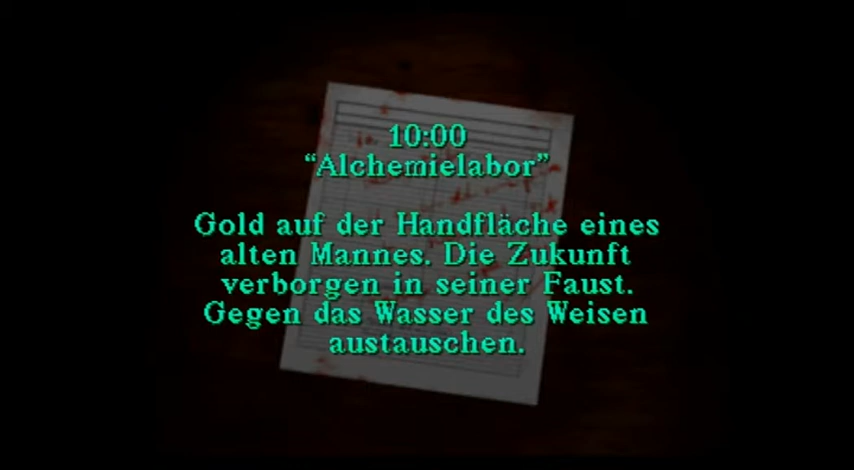 10:00
“Alchemielabor”
Gold auf der Handfläche eines
alten Mannes. Die Zukunft
verborgen in seiner Faust.
Gegen das Wasser des Weisen
austauschen.